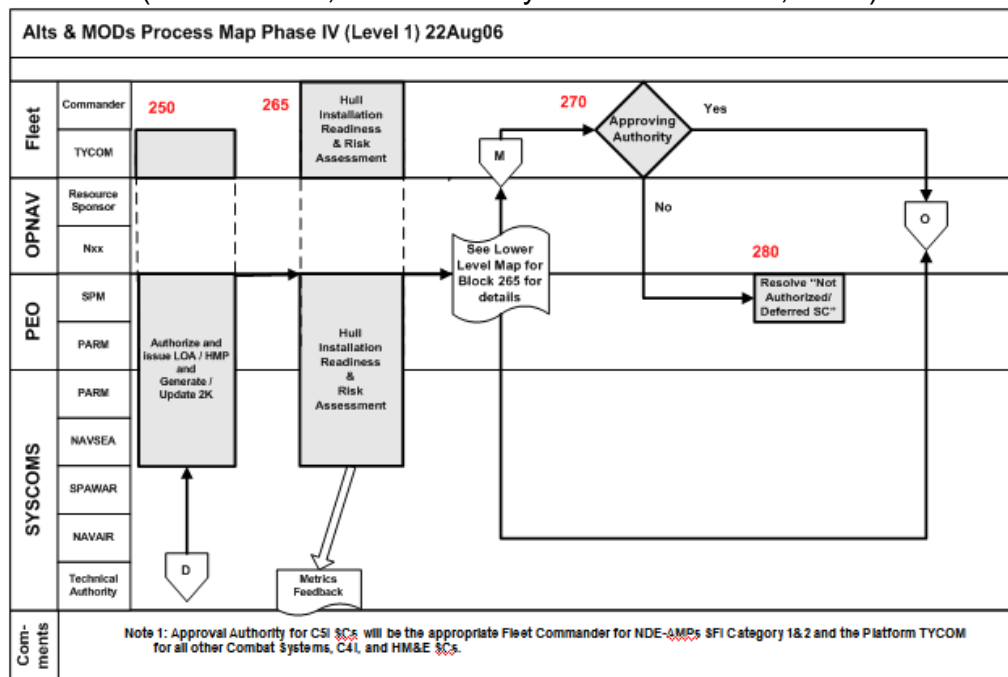 Alts & MODs Process Map Phase IV (Level 1) 22Aug06
Fleet
Commander
TYCOM
OPNAV
Resource
Sponsor
Nxx
PEO
SPM
PARM
SYSCOMS
PARM
NAVSEA
SPAWAR
NAVAIR
Technical
Authority
250
Authorize and
issue LOA / HMP
and
Generate /
Update 2K
D
265
Hull
Installation
Readiness
& Risk
Assessment
Hull
Installation
Readiness
&
Risk
Assessment
Metrics
Feedback
M
See Lower
Level Map for
Block 265 for
details
270
Approving
Authority
Yes
No
O
280
Resolve "Not
Authorized/
Deferred SC"
Com-
ments
Note 1: Approval Authority for C5I SCs will be the appropriate Fleet Commander for NDE-AMPs SFI Category 1&2 and the Platform TYCOM
for all other Combat Systems, C4I, and HM&E SCs.